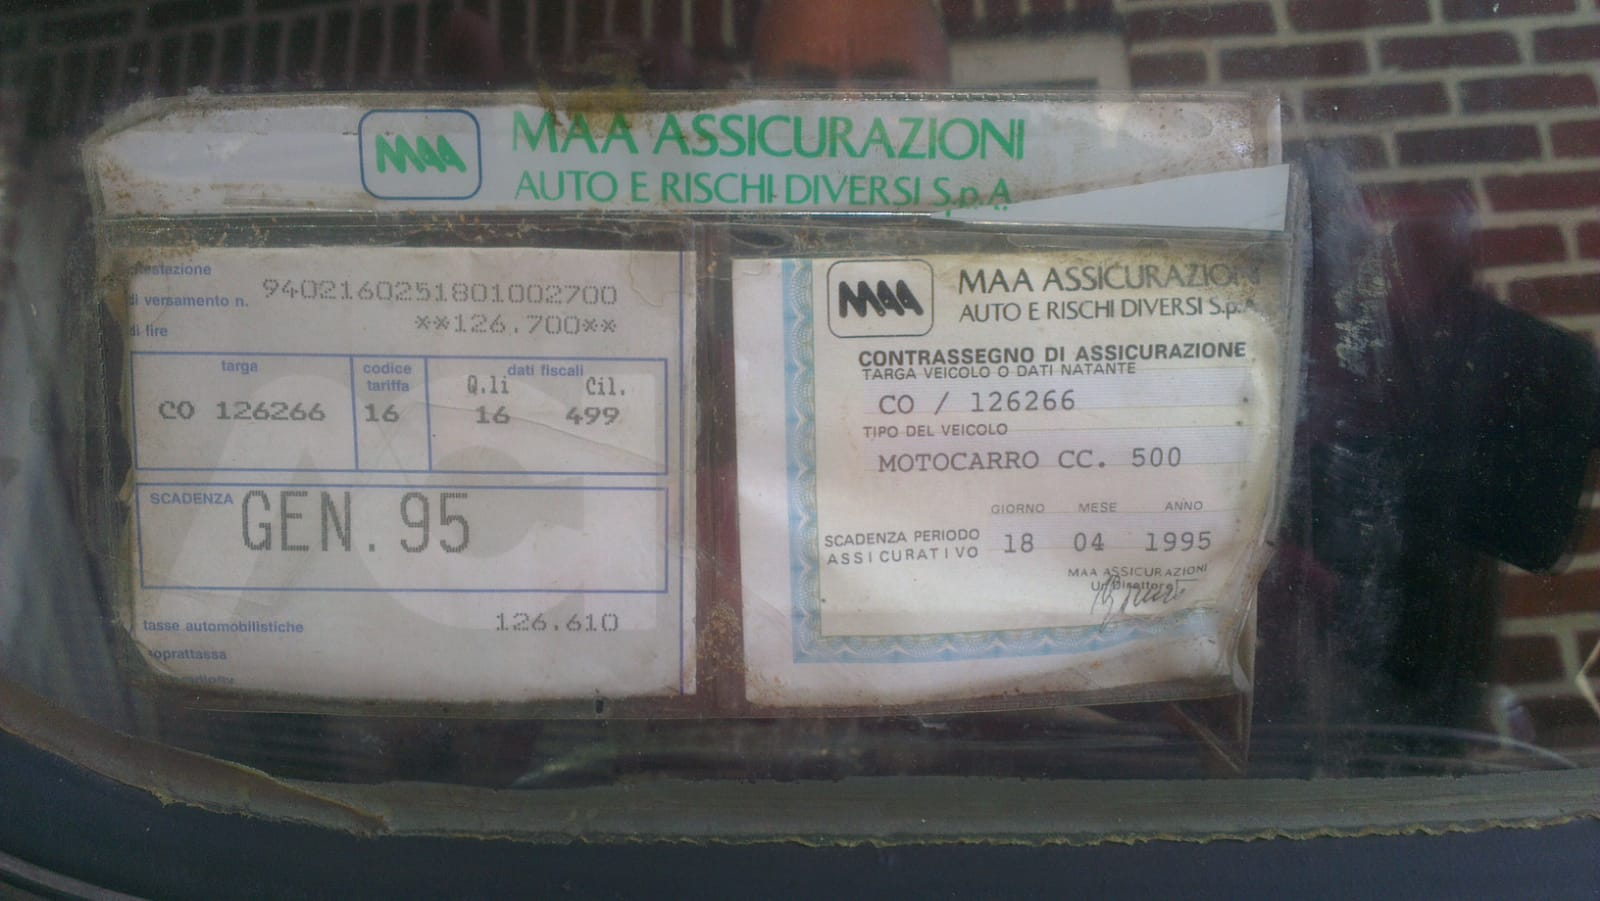 MAA
MAA ASSICURAZIONI
AUTO E RISCHI DIVERSI S.p.A.
attestazione
di versamento n. 9402160251801002700
di lire **126.700**
targa
codice tariffa
dati fiscali
Q.li Cil.
CO 126266 16 16 499
SCADENZA GEN. 95
tasse automobilistiche 126.610
soprattassa
MAA
MAA ASSICURAZIONI
AUTO E RISCHI DIVERSI S.p.A.
CONTRASSEGNO DI ASSICURAZIONE
TARGA VEICOLO O DATI NATANTE
CO / 126266
TIPO DEL VEICOLO
MOTOCARRO CC. 500
GIORNO MESE ANNO
SCADENZA PERIODO
ASSICURATIVO 18 04 1995
MAA ASSICURAZIONI
Un Direttore